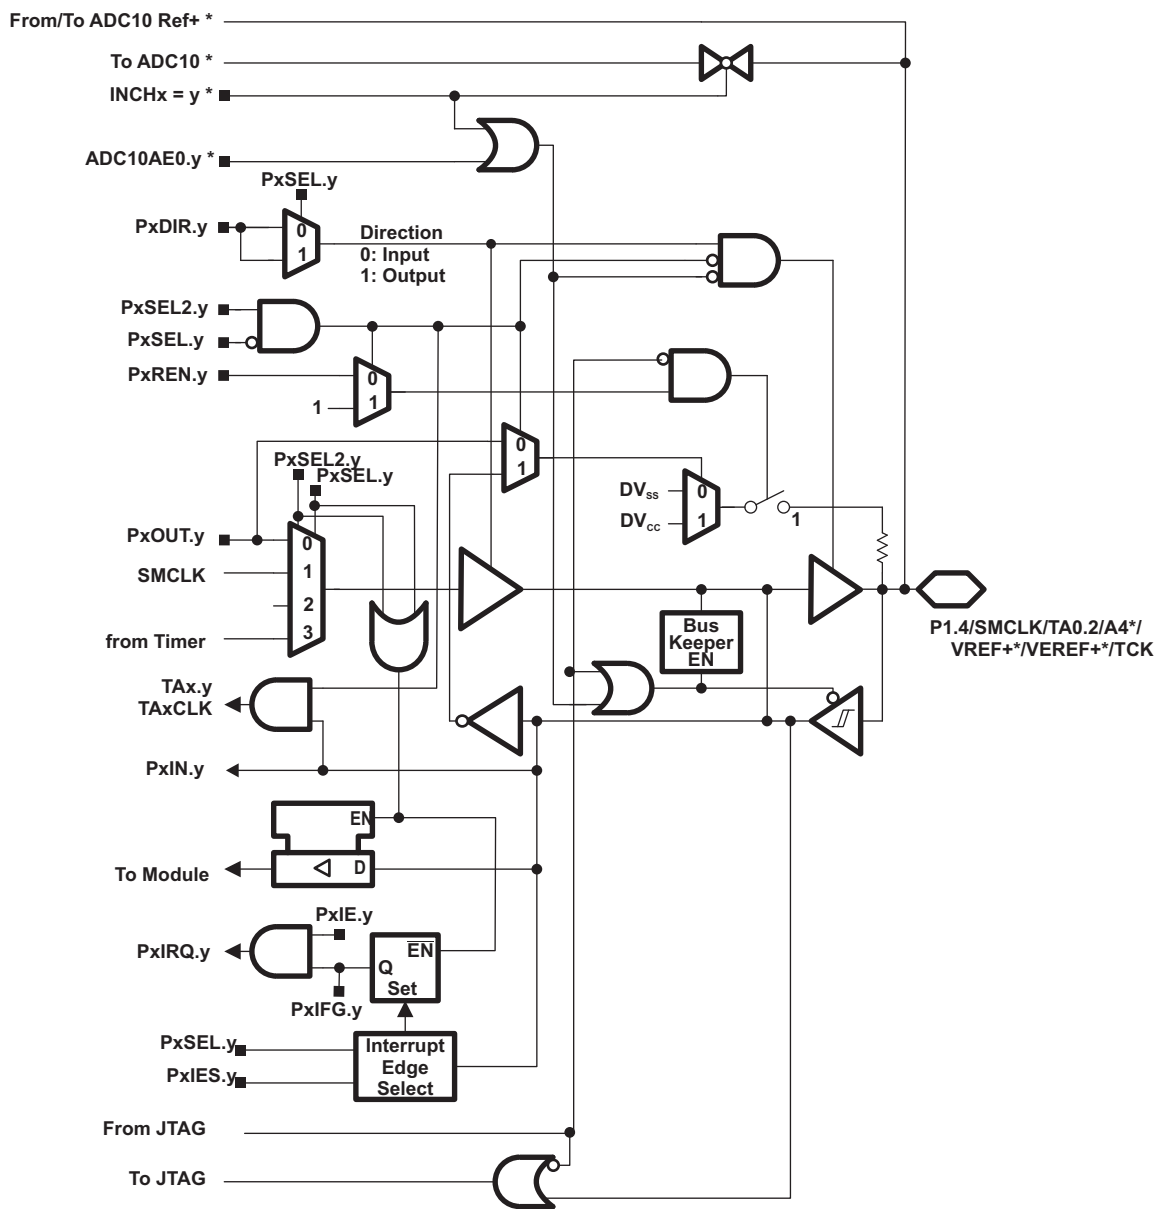 From/To ADC10 Ref+ *
To ADC10 *
INCHx = y *
ADC10AE0.y *
PxSEL.y
PxDIR.y
0
1
Direction
0: Input
1: Output
PxSEL2.y
PxSEL.y
PxREN.y
0
1
1
0
1
PxSEL2.y
PxSEL.y
DVSS
0
DVCC
1
1
PxOUT.y
0
SMCLK
1
2
from Timer
3
Bus
Keeper
EN
P1.4/SMCLK/TA0.2/A4*/
VREF+*/VEREF+*/TCK
TAx.y
TAxCLK
PxIN.y
EN
To Module
D
PxIE.y
PxIRQ.y
EN
Q
Set
PxIFG.y
PxSEL.y
PxIES.y
Interrupt
Edge
Select
From JTAG
To JTAG